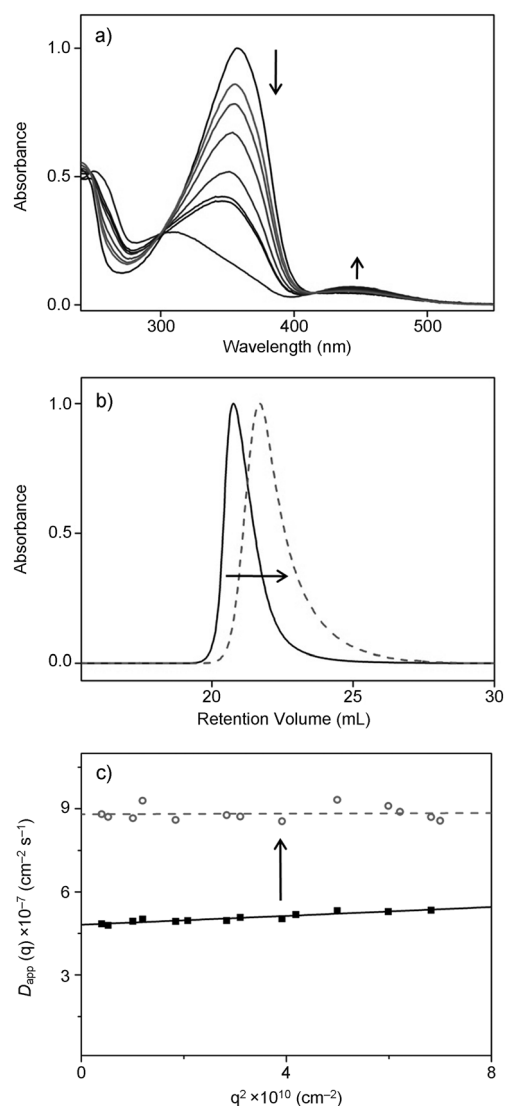 a)
1.0
0.5
0.0
Absorbance
300
400
500
Wavelength (nm)
b)
1.0
0.5
0.0
Absorbance
20
25
30
Retention Volume (mL)
c)
9
6
3
Dapp (q) ×10⁻⁷ (cm⁻² s⁻¹)
0
4
8
q² ×10¹⁰ (cm⁻²)